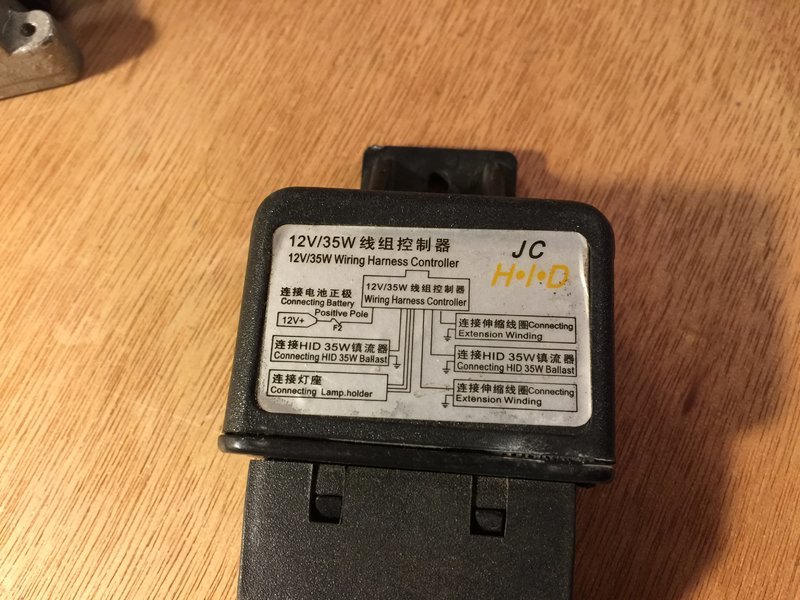 12V/35W 线组控制器
12V/35W Wiring Harness Controller
JC
H•I•D
12V/35W 线组控制器
Wiring Harness Controller
连接电池正极
Connecting Battery
Positive Pole
12V+
F2
连接HID 35W镇流器
Connecting HID 35W Ballast
连接灯座
Connecting Lamp.holder
连接伸缩线圈Connecting
Extension Winding
连接HID 35W镇流器
Connecting HID 35W Ballast
连接伸缩线圈Connecting
Extension Winding